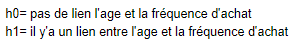 h0= pas de lien l'age et la fréquence d'achat
h1= il y'a un lien entre l'age et la fréquence d'achat